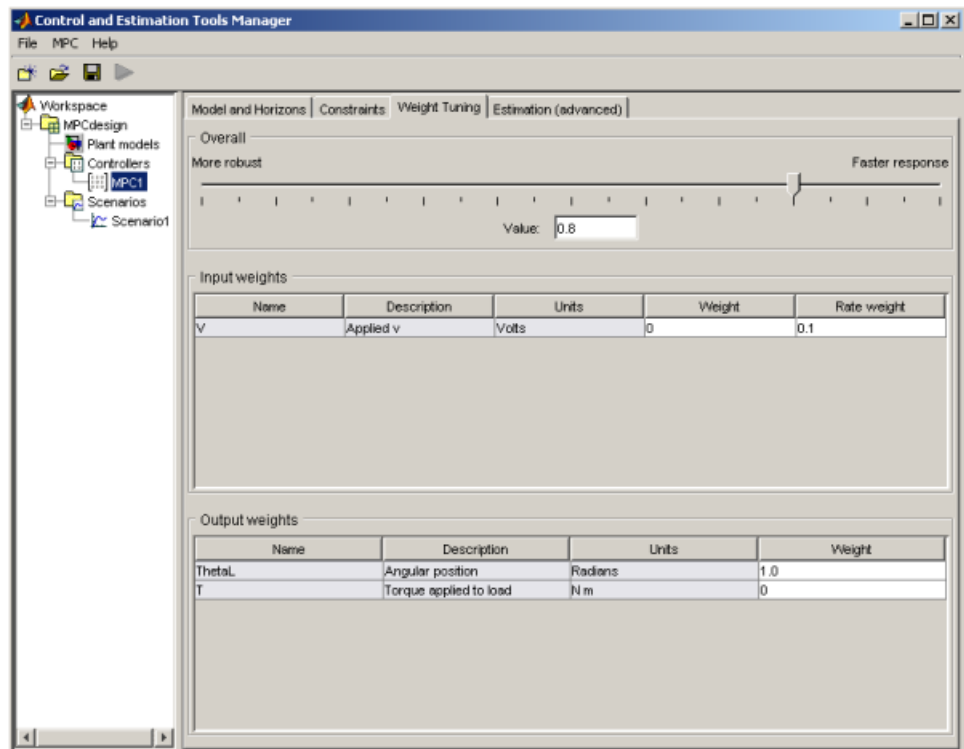 Control and Estimation Tools Manager
File MPC Help
Workspace
MPCdesign
Plant models
Controllers
MPC1
Scenarios
Scenario1
Model and Horizons Constraints Weight Tuning Estimation (advanced)
Overall
More robust Faster response
Value: 0.8
Input weights
Name Description Units Weight Rate weight
V Applied v Volts 0 0.1
Output weights
Name Description Units Weight
ThetaL Angular position Radians 1.0
T Torque applied to load N m 0